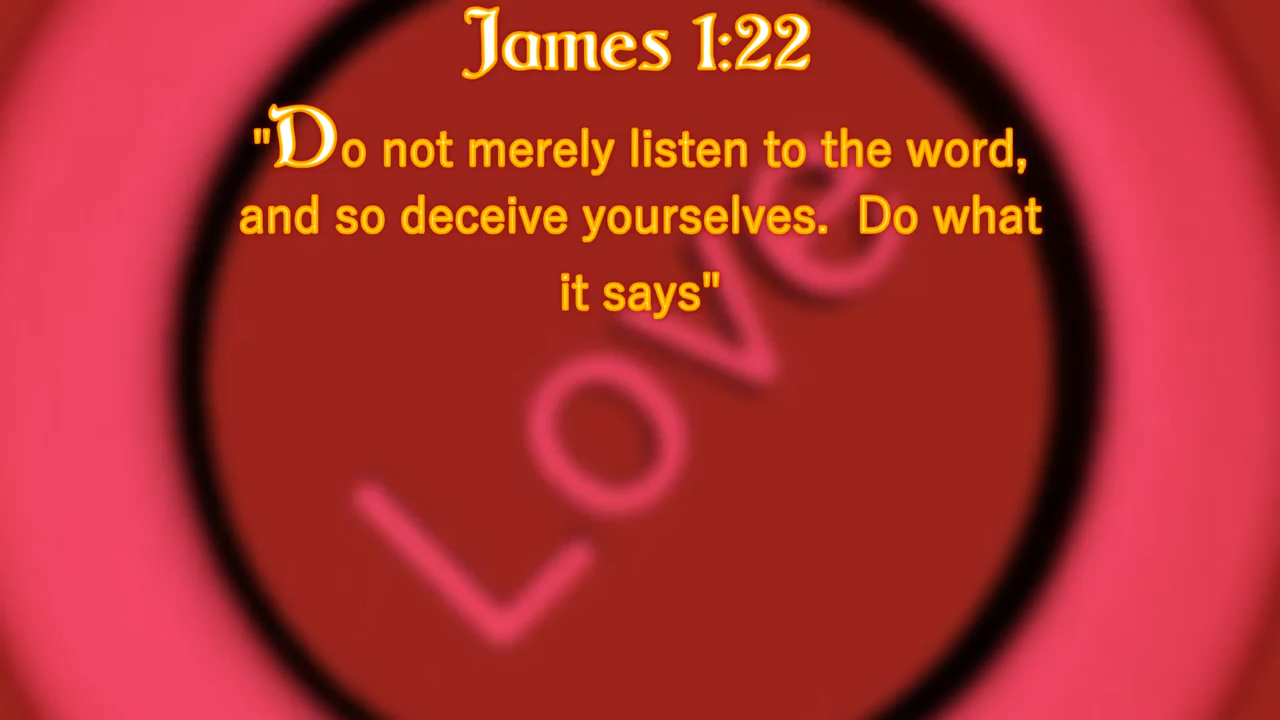 James 1:22
"Do not merely listen to the word,
and so deceive yourselves.  Do what
it says"
Love